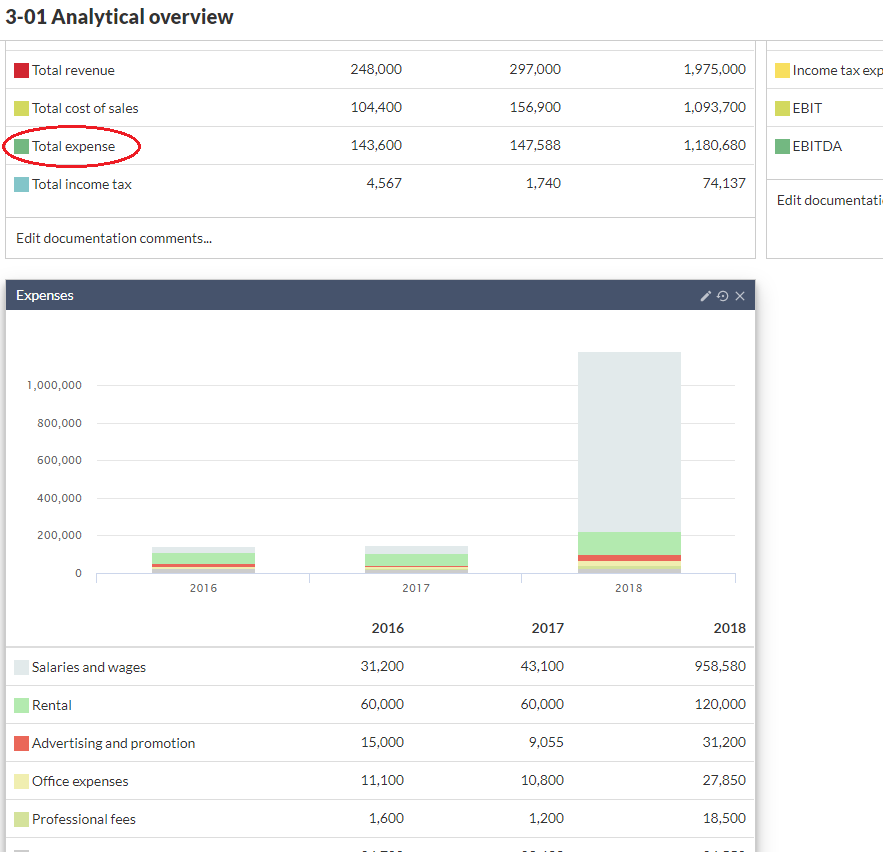 3-01 Analytical overview
Total revenue 248,000 297,000 1,975,000
Total cost of sales 104,400 156,900 1,093,700
Total expense 143,600 147,588 1,180,680
Total income tax 4,567 1,740 74,137
Edit documentation comments...
Income tax exp
EBIT
EBITDA
Edit documentati
Expenses
1,000,000
800,000
600,000
400,000
200,000
0
2016 2017 2018
2016 2017 2018
Salaries and wages 31,200 43,100 958,580
Rental 60,000 60,000 120,000
Advertising and promotion 15,000 9,055 31,200
Office expenses 11,100 10,800 27,850
Professional fees 1,600 1,200 18,500